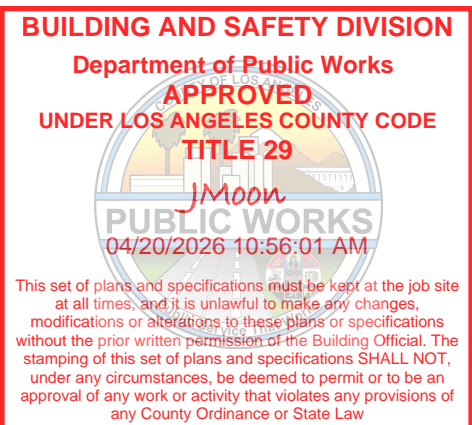 BUILDING AND SAFETY DIVISION
Department of Public Works
COUNTY OF LOS ANGELES
APPROVED
UNDER LOS ANGELES COUNTY CODE
TITLE 29
JMoon
PUBLIC WORKS
04/20/2026 10:56:01 AM
This set of plans and specifications must be kept at the job site
at all times, and it is unlawful to make any changes,
modifications or alterations to these plans or specifications
without the prior written permission of the Building Official. The
stamping of this set of plans and specifications SHALL NOT,
under any circumstances, be deemed to permit or to be an
approval of any work or activity that violates any provisions of
any County Ordinance or State Law